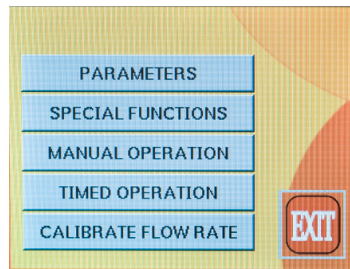 PARAMETERS
SPECIAL FUNCTIONS
MANUAL OPERATION
TIMED OPERATION
CALIBRATE FLOW RATE
EXIT